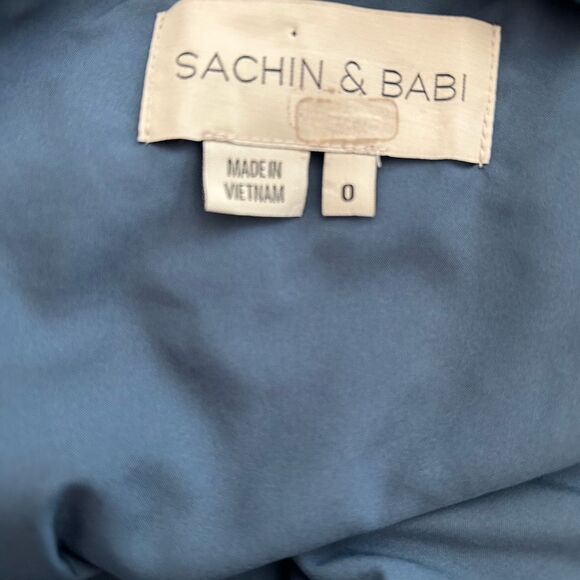 SACHIN & BABI
MADE IN
VIETNAM
0